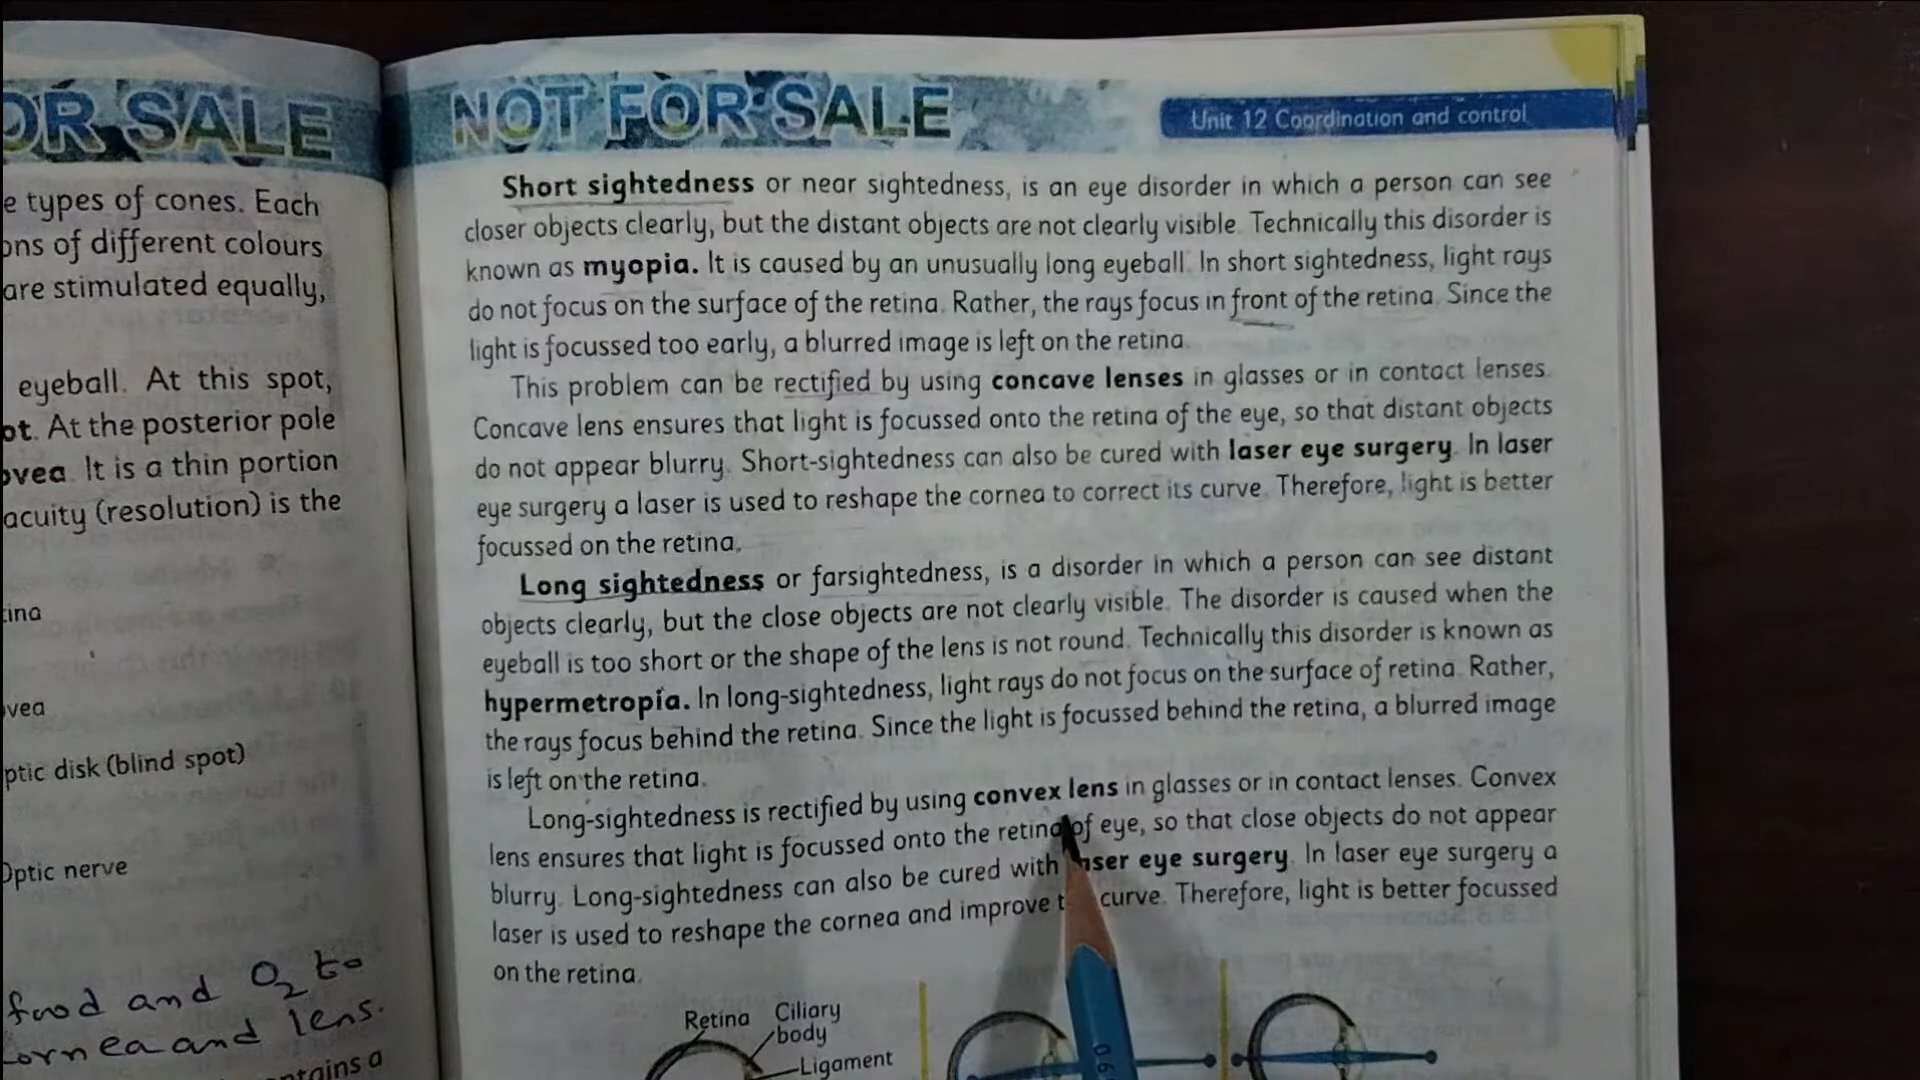 OR SALE
e types of cones. Each
ons of different colours
are stimulated equally,
eyeball. At this spot,
ot. At the posterior pole
ovea. It is a thin portion
acuity (resolution) is the
tina
ovea
ptic disk (blind spot)
Optic nerve
food and O₂ to
cornea and lens.
ntains a
NOT FOR SALE
Unit 12 Coordination and control
Short sightedness or near sightedness, is an eye disorder in which a person can see
closer objects clearly, but the distant objects are not clearly visible. Technically this disorder is
known as myopia. It is caused by an unusually long eyeball. In short sightedness, light rays
do not focus on the surface of the retina. Rather, the rays focus in front of the retina. Since the
light is focussed too early, a blurred image is left on the retina.
This problem can be rectified by using concave lenses in glasses or in contact lenses.
Concave lens ensures that light is focussed onto the retina of the eye, so that distant objects
do not appear blurry. Short-sightedness can also be cured with laser eye surgery. In laser
eye surgery a laser is used to reshape the cornea to correct its curve. Therefore, light is better
focussed on the retina.
Long sightedness or farsightedness, is a disorder in which a person can see distant
objects clearly, but the close objects are not clearly visible. The disorder is caused when the
eyeball is too short or the shape of the lens is not round. Technically this disorder is known as
hypermetropia. In long-sightedness, light rays do not focus on the surface of retina. Rather,
the rays focus behind the retina. Since the light is focussed behind the retina, a blurred image
is left on the retina.
Long-sightedness is rectified by using convex lens in glasses or in contact lenses. Convex
lens ensures that light is focussed onto the retina of eye, so that close objects do not appear
blurry. Long-sightedness can also be cured with laser eye surgery. In laser eye surgery a
laser is used to reshape the cornea and improve curve. Therefore, light is better focussed
on the retina.
Retina
Ciliary
body
Ligament